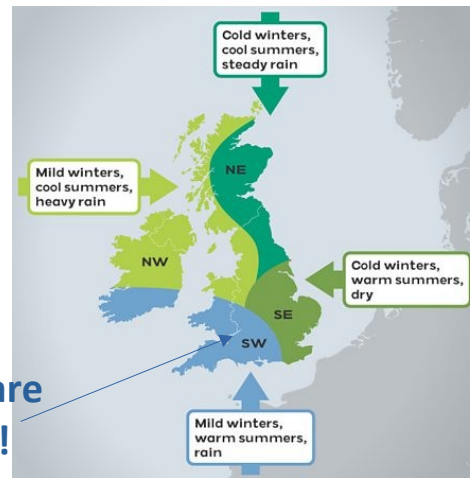 Cold winters,
cool summers,
steady rain
NE
Mild winters,
cool summers,
heavy rain
NW
Cold winters,
warm summers,
dry
SE
SW
are
!
Mild winters,
warm summers,
rain